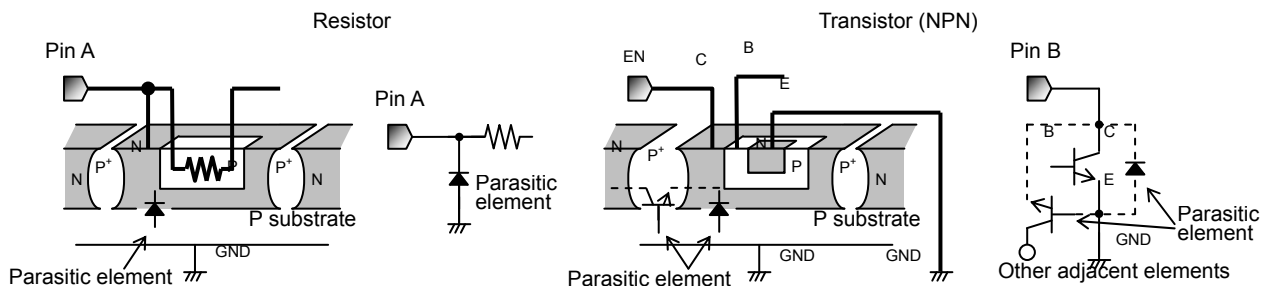 Resistor
Transistor (NPN)
Pin A
EN
C
B
E
Pin B
Pin A
N
P+
P
P+
N
N
N
P+
N
P
P+
N
B
C
E
Parasitic
element
P substrate
P substrate
Parasitic
element
GND
GND
GND
GND
Parasitic element
Parasitic element
Other adjacent elements